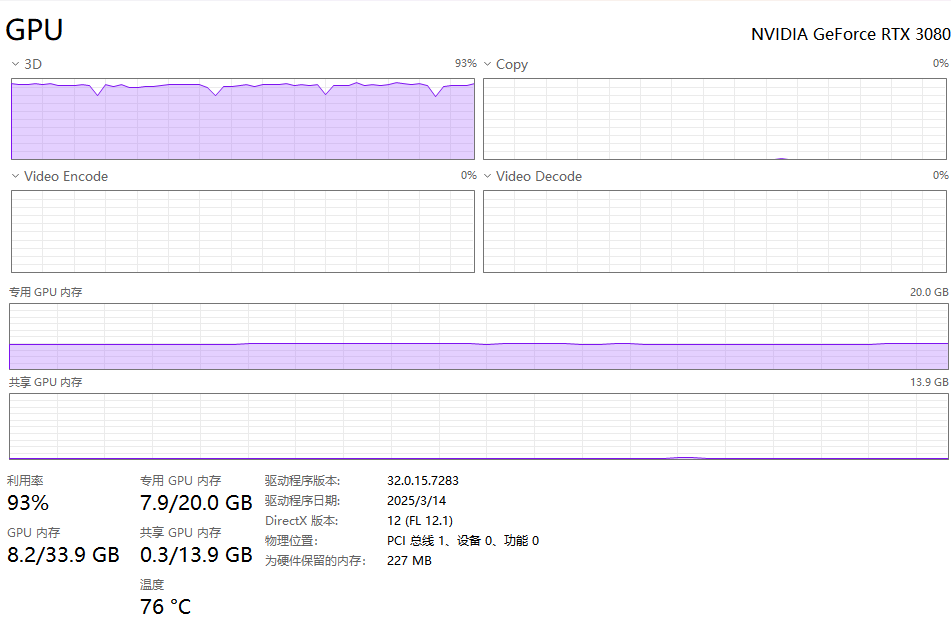 GPU
NVIDIA GeForce RTX 3080
3D 93%
Copy 0%
Video Encode 0%
Video Decode 0%
专用 GPU 内存 20.0 GB
共享 GPU 内存 13.9 GB
利用率
93%
专用 GPU 内存
7.9/20.0 GB
GPU 内存
8.2/33.9 GB
共享 GPU 内存
0.3/13.9 GB
温度
76 °C
驱动程序版本: 32.0.15.7283
驱动程序日期: 2025/3/14
DirectX 版本: 12 (FL 12.1)
物理位置: PCI 总线 1、设备 0、功能 0
为硬件保留的内存: 227 MB